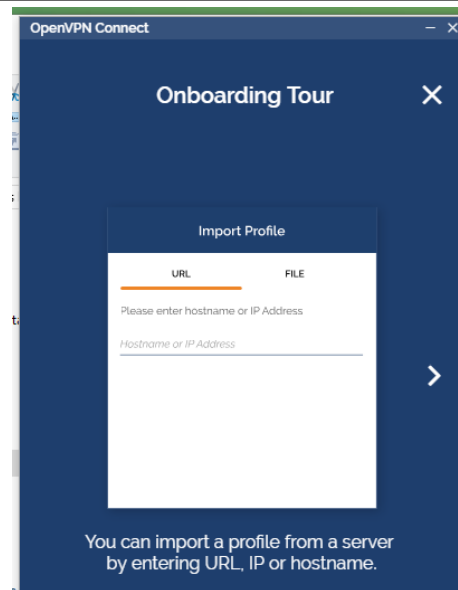 OpenVPN Connect
Onboarding Tour
Import Profile
URL
FILE
Please enter hostname or IP Address
Hostname or IP Address
You can import a profile from a server
by entering URL, IP or hostname.